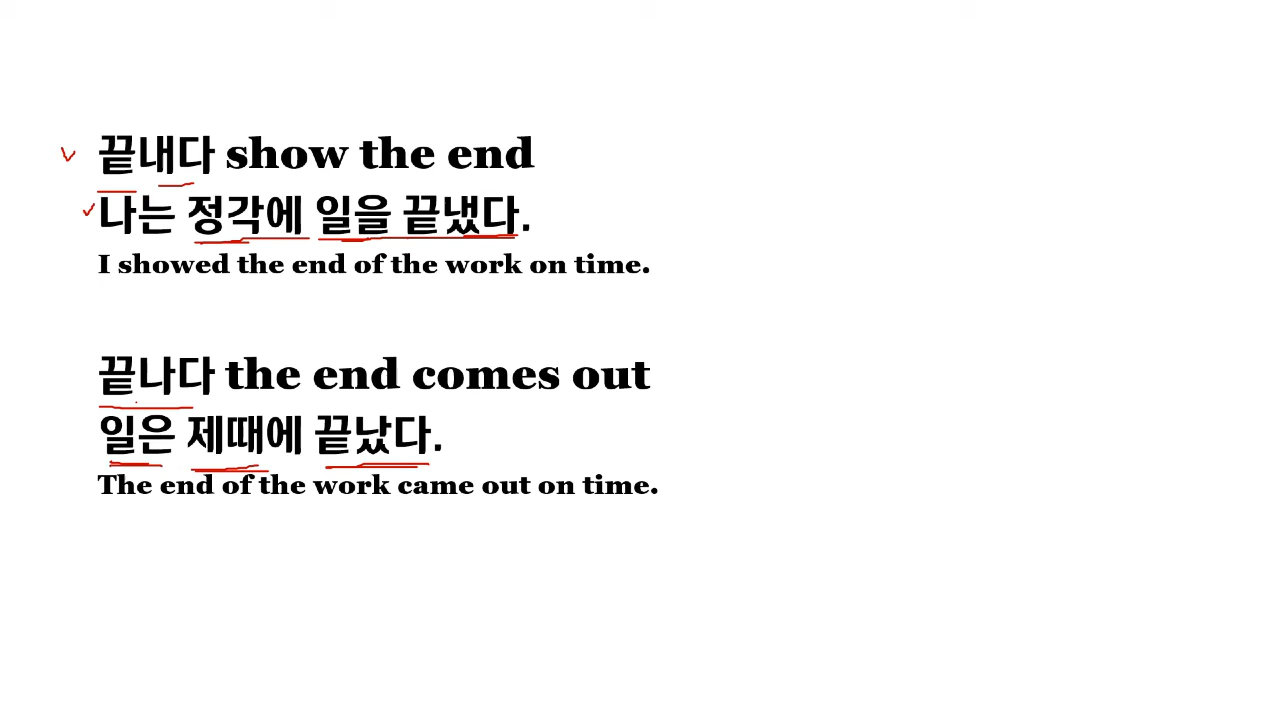 끝내다 show the end
나는 정각에 일을 끝냈다.
I showed the end of the work on time.
끝나다 the end comes out
일은 제때에 끝났다.
The end of the work came out on time.